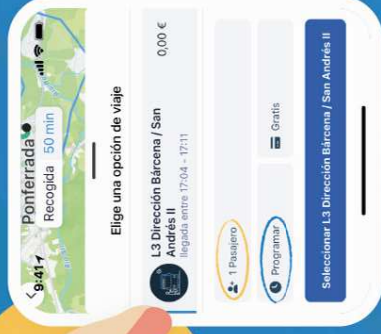 9:41
Ponferrada
Recogida 50 min
Elige una opción de viaje
L3 Dirección Bárcena / San
Andrés II
llegada entre 17:04 - 17:11
0,00 €
1 Pasajero
Programar
Gratis
Seleccionar L3 Dirección Bárcena / San Andrés II